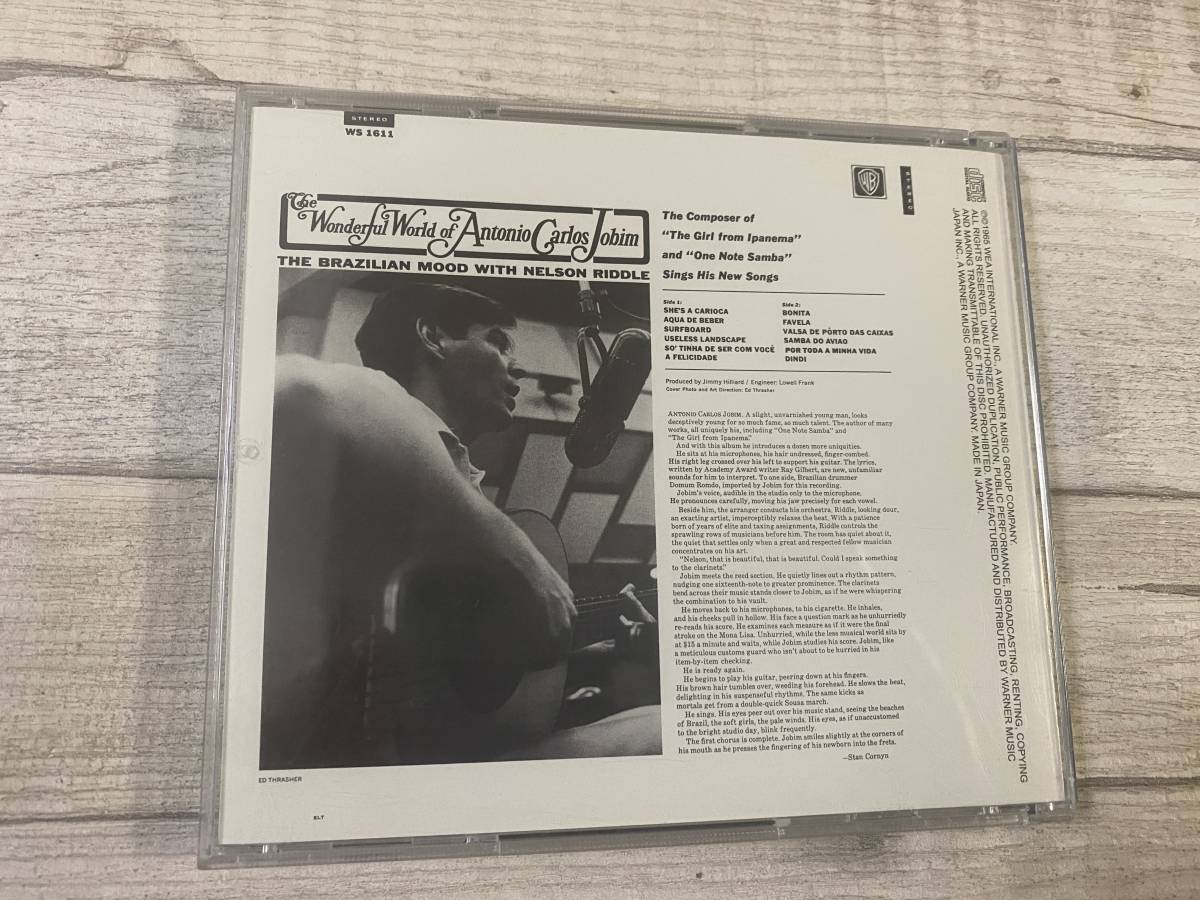 STEREO
WS 1611
The
Wonderful World of Antonio Carlos Jobim
THE BRAZILIAN MOOD WITH NELSON RIDDLE
ED THRASHER
ELT
WB
STEREO
The Composer of
"The Girl from Ipanema"
and "One Note Samba"
Sings His New Songs
Side 1:
SHE'S A CARIOCA
AQUA DE BEBER
SURFBOARD
USELESS LANDSCAPE
SO' TINHA DE SER COM VOCÊ
A FELICIDADE
Side 2:
BONITA
FAVELA
VALSA DE PÔRTO DAS CAIXAS
SAMBA DO AVIAO
POR TODA A MINHA VIDA
DINDI
Produced by Jimmy Hilliard / Engineer: Lowell Frank
Cover Photo and Art Direction: Ed Thrasher
ANTONIO CARLOS JOBIM. A slight, unvarnished young man, looks
deceptively young for so much fame, so much talent. The author of many
works, all uniquely his, including "One Note Samba" and
"The Girl from Ipanema."
And with this album he introduces a dozen more uniquities.
He sits at his microphones, his hair undressed, finger-combed.
His right leg crossed over his left to support his guitar. The lyrics,
written by Academy Award writer Ray Gilbert, are new, unfamiliar
sounds for him to interpret. To one side, Brazilian drummer
Domum Romão, imported by Jobim for this recording.
Jobim's voice, audible in the studio only to the microphone.
He pronounces carefully, moving his jaw precisely for each vowel.
Beside him, the arranger conducts his orchestra. Riddle, looking dour,
an exacting artist, imperceptibly relaxes the beat. With a patience
born of years of elite and taxing assignments, Riddle controls the
sprawling rows of musicians before him. The room has quiet about it,
the quiet that settles only when a great and respected fellow musician
concentrates on his art.
"Nelson, that is beautiful, that is beautiful. Could I speak something
to the clarinets?"
Jobim meets the reed section. He quietly lines out a rhythm pattern,
nudging one sixteenth-note to greater prominence. The clarinets
bend across their music stands closer to Jobim, as if he were whispering
the combination to his vault.
He moves back to his microphones, to his cigarette. He inhales,
and his cheeks pull in hollow. His face a question mark as he unhurriedly
re-reads his score. He examines each measure as if it were the final
stroke on the Mona Lisa. Unhurried, while the less musical world sits by
at $15 a minute and waits, while Jobim studies his score. Jobim, like
a meticulous customs guard who isn't about to be hurried in his
item-by-item checking.
He is ready again.
He begins to play his guitar, peering down at his fingers.
His brown hair tumbles over, weeding his forehead. He slows the beat,
delighting in his suspenseful rhythms. The same kicks as
mortals get from a double-quick Sousa march.
He sings. His eyes peer out over his music stand, seeing the beaches
of Brazil, the soft girls, the pale winds. His eyes, as if unaccustomed
to the bright studio day, blink frequently.
The first chorus is complete. Jobim smiles slightly at the corners of
his mouth as he presses the fingering of his newborn into the frets.
—Stan Cornyn
COMPACT disc DIGITAL AUDIO
℗©1965 WEA INTERNATIONAL INC., A WARNER MUSIC GROUP COMPANY.
ALL RIGHTS RESERVED. UNAUTHORIZED DUPLICATION, PUBLIC PERFORMANCE, BROADCASTING, RENTING, COPYING
AND MAKING TRANSMITTABLE OF THIS DISC PROHIBITED. MANUFACTURED AND DISTRIBUTED BY WARNER MUSIC
JAPAN INC., A WARNER MUSIC GROUP COMPANY. MADE IN JAPAN.